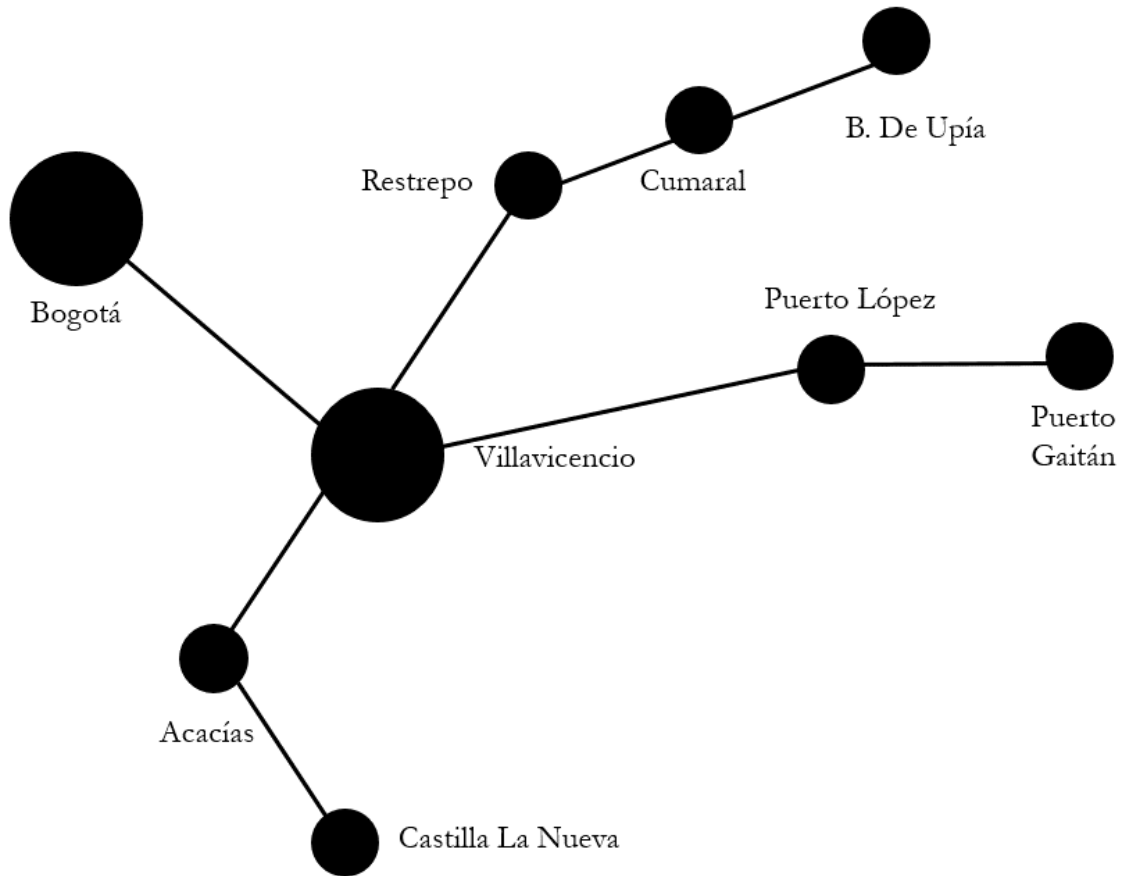 B. De Upía
Restrepo
Cumaral
Bogotá
Puerto López
Puerto
Gaitán
Villavicencio
Acacías
Castilla La Nueva